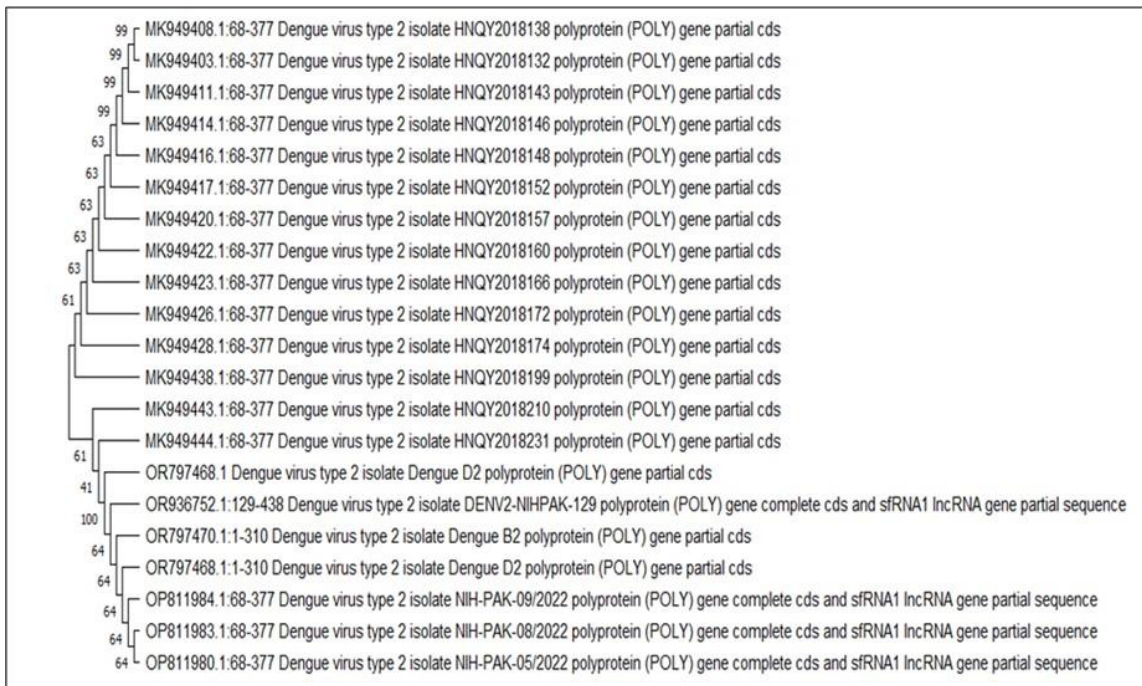 99
MK949408.1:68-377 Dengue virus type 2 isolate HNQY2018138 polyprotein (POLY) gene partial cds
99
MK949403.1:68-377 Dengue virus type 2 isolate HNQY2018132 polyprotein (POLY) gene partial cds
99
MK949411.1:68-377 Dengue virus type 2 isolate HNQY2018143 polyprotein (POLY) gene partial cds
99
MK949414.1:68-377 Dengue virus type 2 isolate HNQY2018146 polyprotein (POLY) gene partial cds
63
MK949416.1:68-377 Dengue virus type 2 isolate HNQY2018148 polyprotein (POLY) gene partial cds
63
MK949417.1:68-377 Dengue virus type 2 isolate HNQY2018152 polyprotein (POLY) gene partial cds
63
MK949420.1:68-377 Dengue virus type 2 isolate HNQY2018157 polyprotein (POLY) gene partial cds
63
MK949422.1:68-377 Dengue virus type 2 isolate HNQY2018160 polyprotein (POLY) gene partial cds
63
MK949423.1:68-377 Dengue virus type 2 isolate HNQY2018166 polyprotein (POLY) gene partial cds
61
MK949426.1:68-377 Dengue virus type 2 isolate HNQY2018172 polyprotein (POLY) gene partial cds
MK949428.1:68-377 Dengue virus type 2 isolate HNQY2018174 polyprotein (POLY) gene partial cds
MK949438.1:68-377 Dengue virus type 2 isolate HNQY2018199 polyprotein (POLY) gene partial cds
MK949443.1:68-377 Dengue virus type 2 isolate HNQY2018210 polyprotein (POLY) gene partial cds
MK949444.1:68-377 Dengue virus type 2 isolate HNQY2018231 polyprotein (POLY) gene partial cds
61
OR797468.1 Dengue virus type 2 isolate Dengue D2 polyprotein (POLY) gene partial cds
41
OR936752.1:129-438 Dengue virus type 2 isolate DENV2-NIHPAK-129 polyprotein (POLY) gene complete cds and sfRNA1 lncRNA gene partial sequence
100
OR797470.1:1-310 Dengue virus type 2 isolate Dengue B2 polyprotein (POLY) gene partial cds
64
OR797468.1:1-310 Dengue virus type 2 isolate Dengue D2 polyprotein (POLY) gene partial cds
64
OP811984.1:68-377 Dengue virus type 2 isolate NIH-PAK-09/2022 polyprotein (POLY) gene complete cds and sfRNA1 lncRNA gene partial sequence
64
OP811983.1:68-377 Dengue virus type 2 isolate NIH-PAK-08/2022 polyprotein (POLY) gene complete cds and sfRNA1 lncRNA gene partial sequence
64
OP811980.1:68-377 Dengue virus type 2 isolate NIH-PAK-05/2022 polyprotein (POLY) gene complete cds and sfRNA1 lncRNA gene partial sequence
64